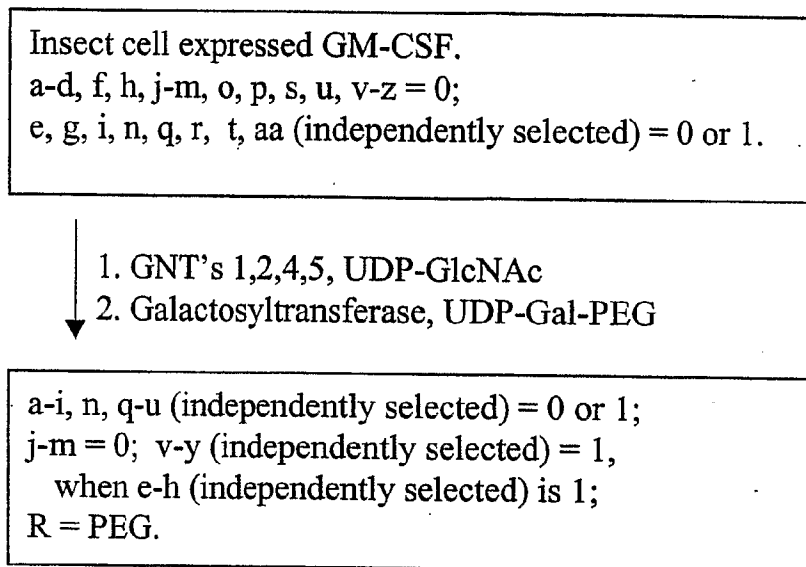 Insect cell expressed GM-CSF.
a-d, f, h, j-m, o, p, s, u, v-z = 0;
e, g, i, n, q, r, t, aa (independently selected) = 0 or 1.
1. GNT's 1,2,4,5, UDP-GlcNAc
2. Galactosyltransferase, UDP-Gal-PEG
a-i, n, q-u (independently selected) = 0 or 1;
j-m = 0; v-y (independently selected) = 1,
when e-h (independently selected) is 1;
R = PEG.